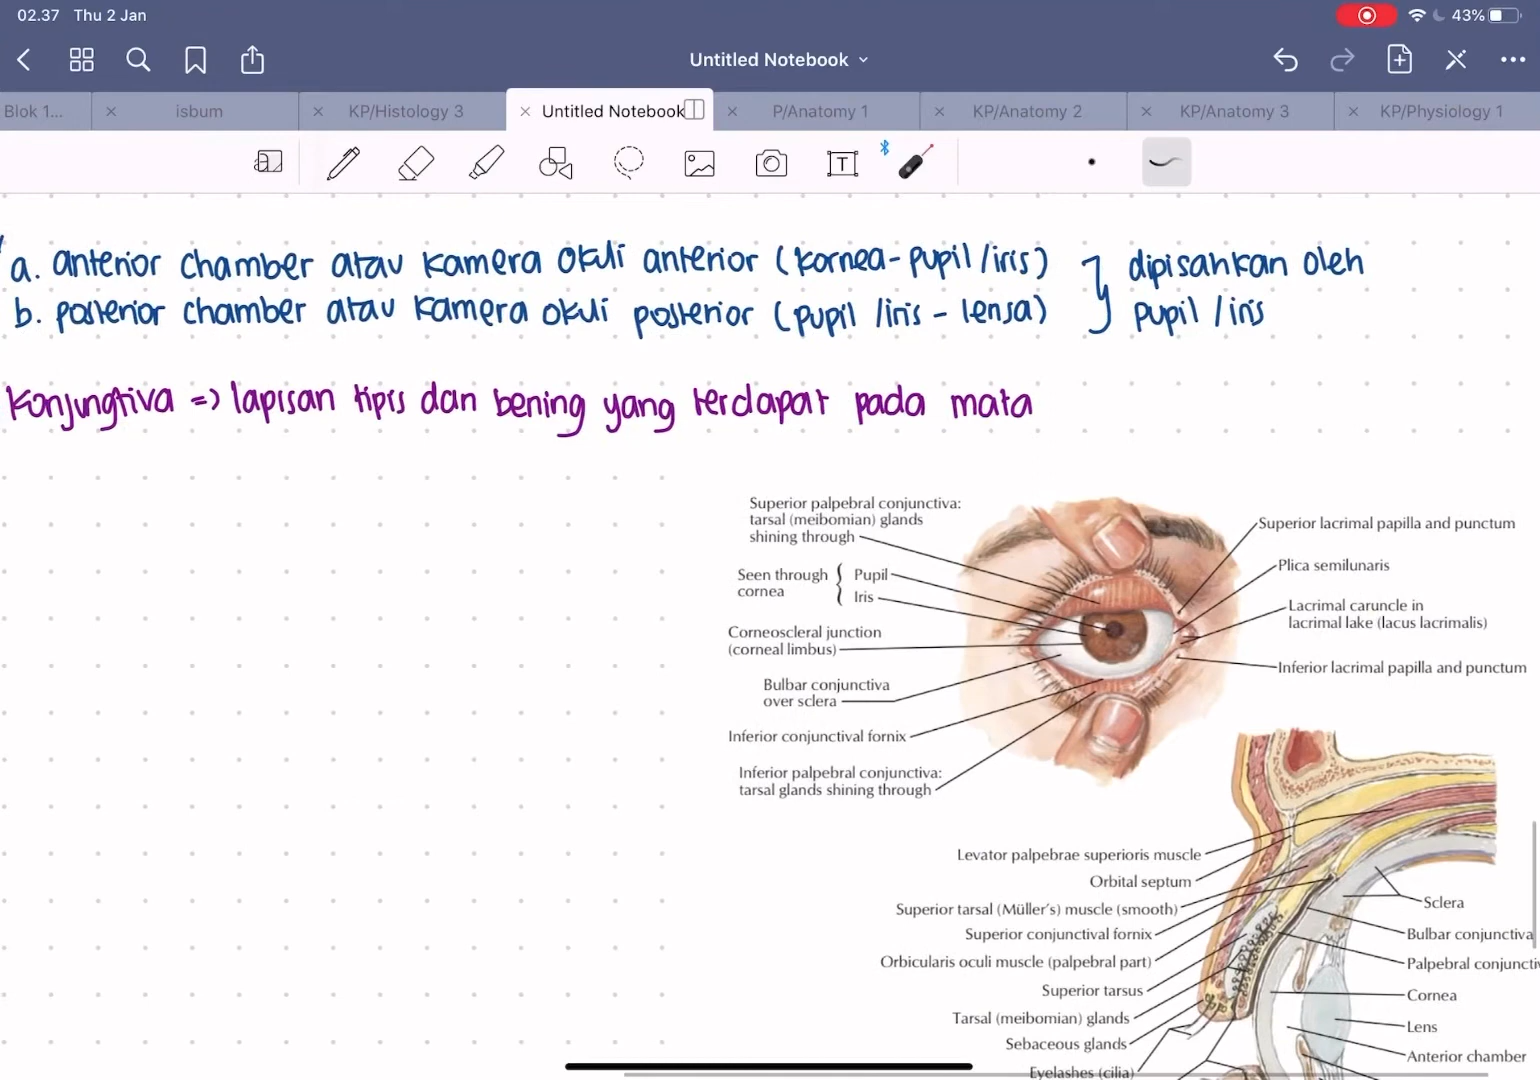 02.37 Thu 2 Jan
43%
Untitled Notebook
Blok 1...
isbum
KP/Histology 3
Untitled Notebook
P/Anatomy 1
KP/Anatomy 2
KP/Anatomy 3
KP/Physiology 1
a. anterior chamber atau kamera okuli anterior (kornea-pupil/iris) } dipisahkan oleh
b. posterior chamber atau kamera okuli posterior (pupil/iris - lensa) pupil/iris
Konjungtiva => lapisan tipis dan bening yang terdapat pada mata
Superior palpebral conjunctiva:
tarsal (meibomian) glands
shining through
Seen through
cornea
Pupil
Iris
Corneoscleral junction
(corneal limbus)
Bulbar conjunctiva
over sclera
Inferior conjunctival fornix
Inferior palpebral conjunctiva:
tarsal glands shining through
Superior lacrimal papilla and punctum
Plica semilunaris
Lacrimal caruncle in
lacrimal lake (lacus lacrimalis)
Inferior lacrimal papilla and punctum
Levator palpebrae superioris muscle
Orbital septum
Superior tarsal (Müller's) muscle (smooth)
Superior conjunctival fornix
Orbicularis oculi muscle (palpebral part)
Superior tarsus
Tarsal (meibomian) glands
Sebaceous glands
Eyelashes (cilia)
Sclera
Bulbar conjunctiva
Palpebral conjuncti
Cornea
Lens
Anterior chamber